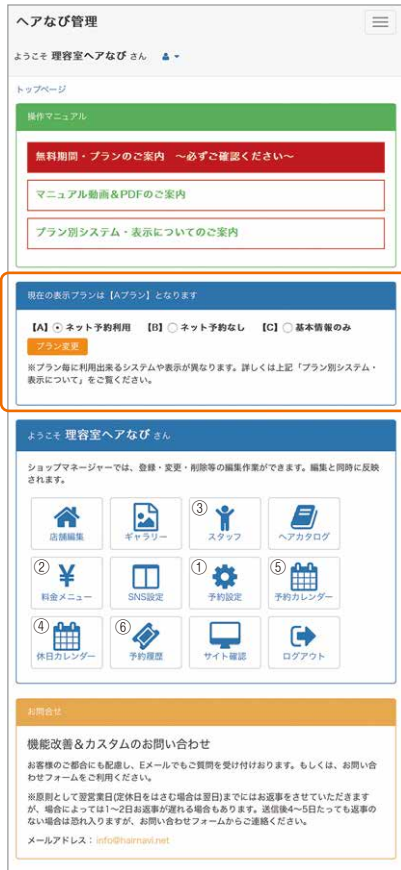 ヘアなび管理
ようこそ 理容室ヘアなび さん
トップページ
操作マニュアル
無料期間・プランのご案内 ～必ずご確認ください～
マニュアル動画&PDFのご案内
プラン別システム・表示についてのご案内
現在の表示プランは【Aプラン】となります
【A】 ネット予約利用 【B】 ネット予約なし 【C】 基本情報のみ
プラン変更
※プラン毎に利用出来るシステムや表示が異なります。詳しくは上記「プラン別システム・
表示について」をご覧ください。
ようこそ 理容室ヘアなび さん
ショップマネージャーでは、登録・変更・削除等の編集作業ができます。編集と同時に反映
されます。
③
店舗編集 ギャラリー スタッフ ヘアカタログ
② ① ⑤
料金メニュー SNS設定 予約設定 予約カレンダー
④ ⑥
休日カレンダー 予約履歴 サイト確認 ログアウト
お問合せ
機能改善&カスタムのお問い合わせ
お客様のご都合にも配慮し、Eメールでもご質問を受け付けおります。もしくは、お問い合
わせフォームをご利用ください。
※原則として翌営業日(定休日をはさむ場合は翌日)までにはお返事をさせていただきます
が、場合によっては1～2日お返事が遅れる場合もあります。送信後4～5日たっても返事の
ない場合は恐れ入りますが、お問い合わせフォームからご連絡ください。
メールアドレス：info@hairnavi.net